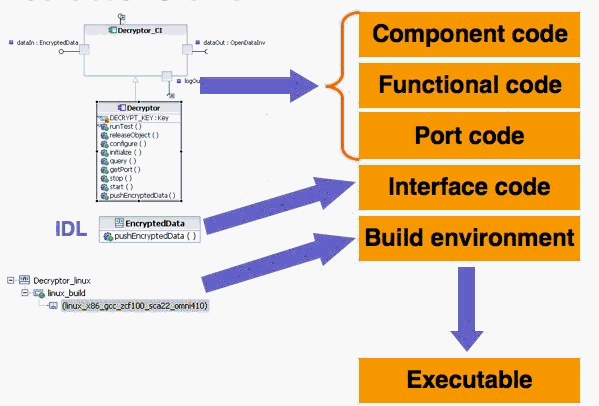 Decryptor_CI
dataIn : EncryptedData
dataOut : OpenDataInv
logOu
Decryptor
DECRYPT_KEY : Key
runTest ( )
releaseObject ( )
configure ( )
initialize ( )
query ( )
getPort ( )
stop ( )
start ( )
pushEncryptedData ( )
IDL
EncryptedData
pushEncryptedData ( )
Decryptor_linux
linux_build
(linux_x86_gcc_zcf100_sca22_omni410)
Component code
Functional code
Port code
Interface code
Build environment
Executable